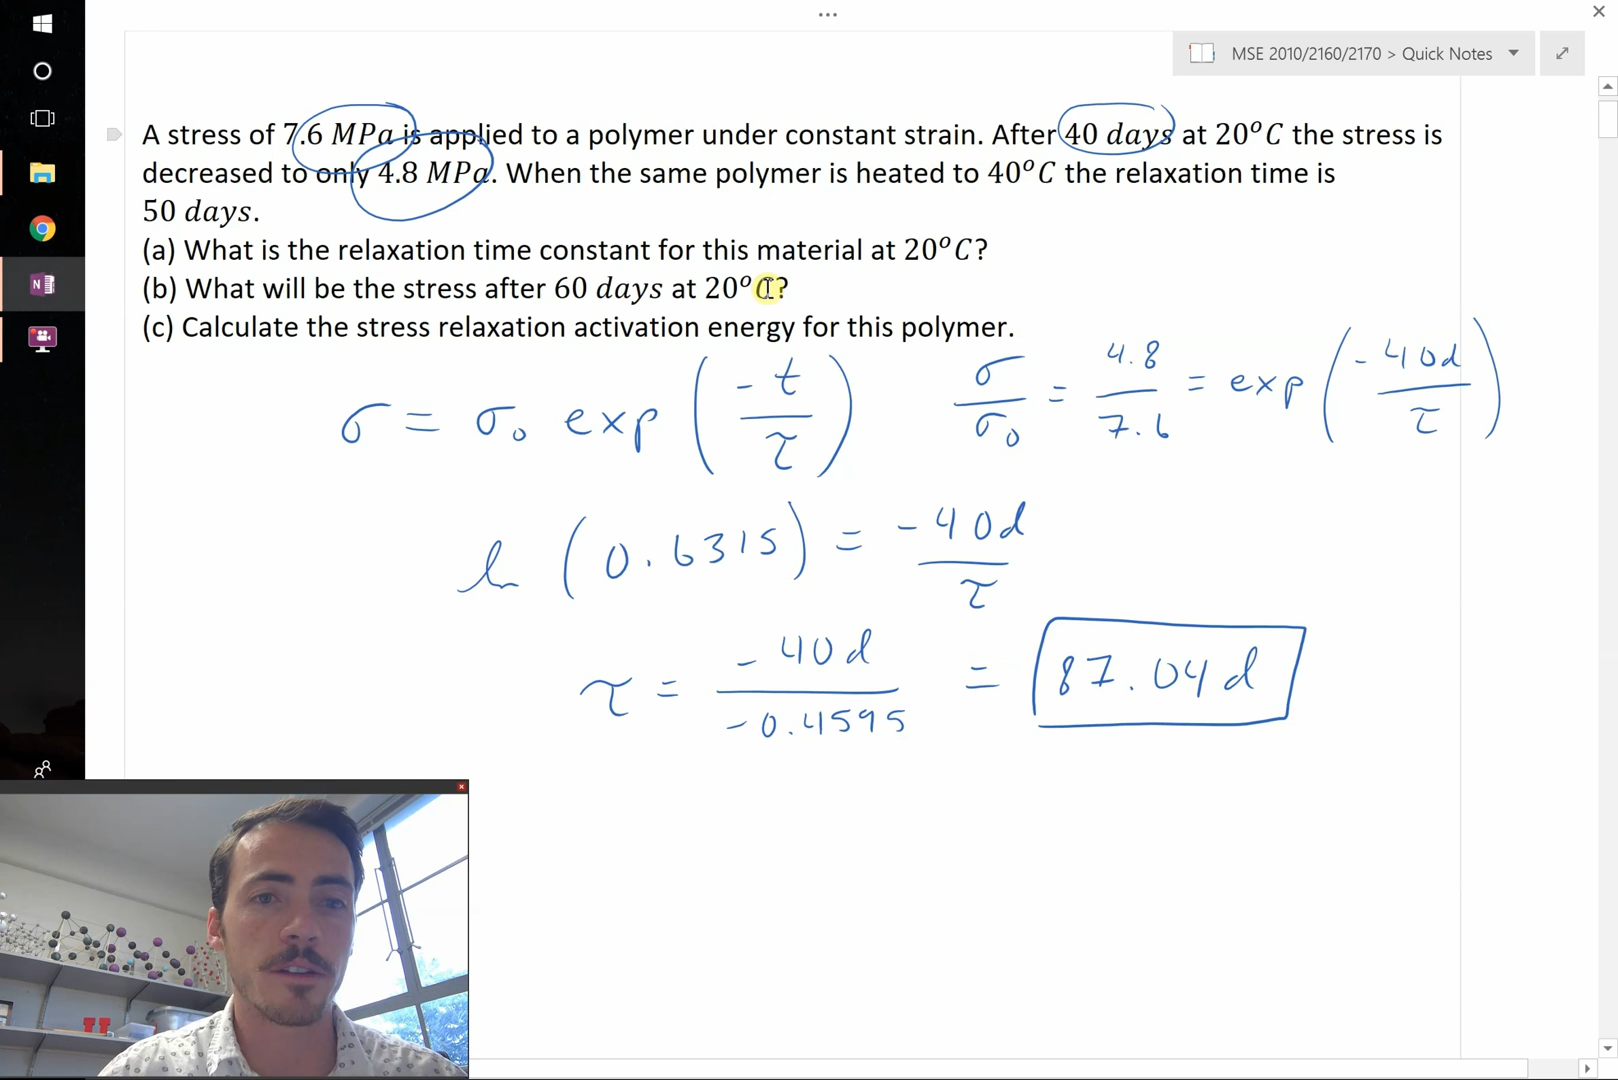 MSE 2010/2160/2170 > Quick Notes
A stress of 7.6 MPa is applied to a polymer under constant strain. After 40 days at 20°C the stress is
decreased to only 4.8 MPa. When the same polymer is heated to 40°C the relaxation time is
50 days.
(a) What is the relaxation time constant for this material at 20°C?
(b) What will be the stress after 60 days at 20°C?
(c) Calculate the stress relaxation activation energy for this polymer.
σ = σ₀ exp(-t/τ)
σ/σ₀ = 4.8/7.6 = exp(-40d/τ)
ln(0.6315) = -40d/τ
τ = -40d/-0.4595 = 87.04d